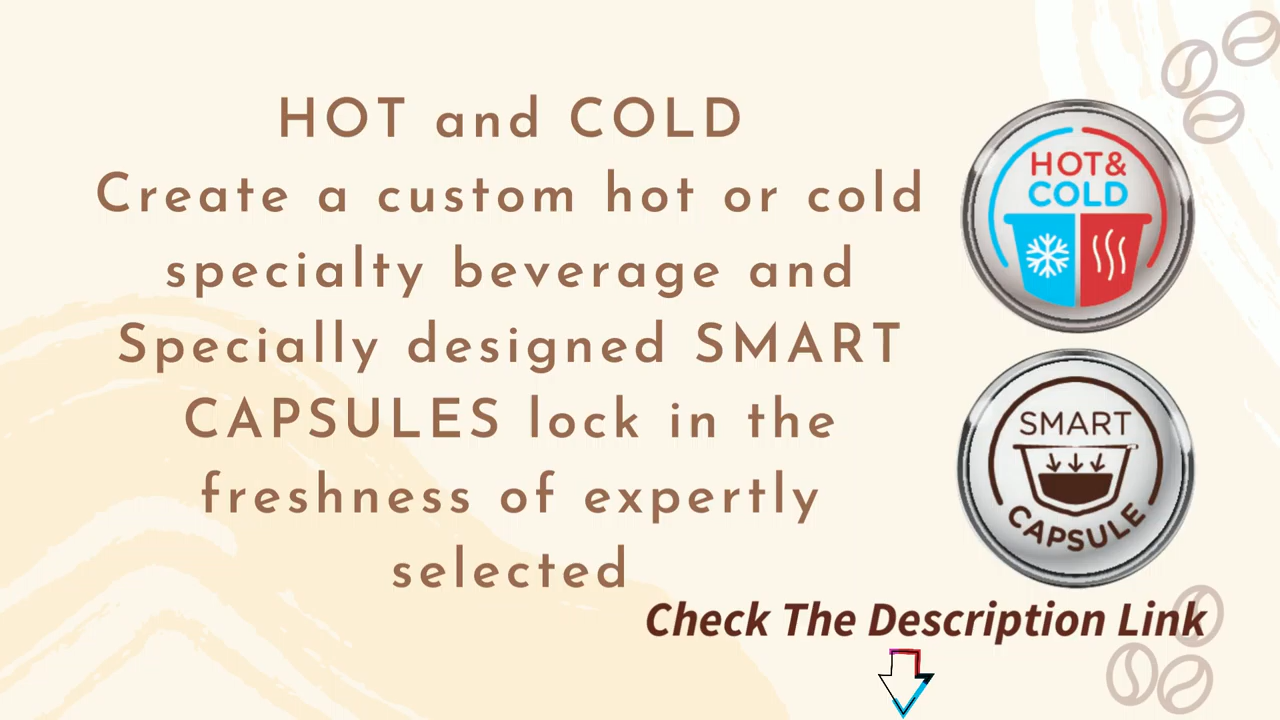 HOT and COLD
Create a custom hot or cold
specialty beverage and
Specially designed SMART
CAPSULES lock in the
freshness of expertly
selected
HOT&
COLD
SMART
CAPSULE
Check The Description Link